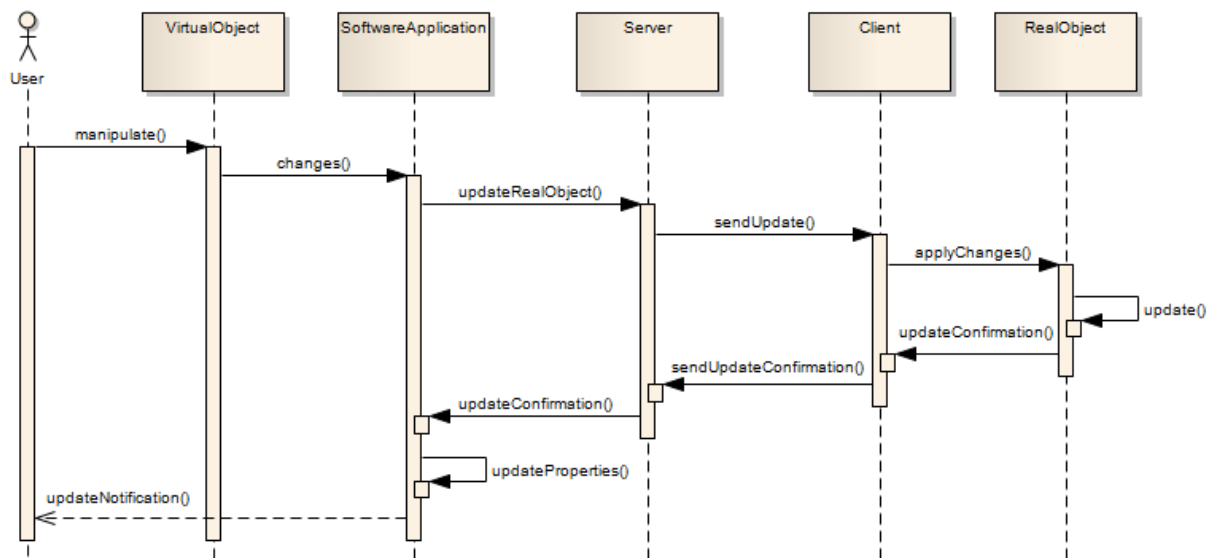 User
VirtualObject
SoftwareApplication
Server
Client
RealObject
manipulate()
changes()
updateRealObject()
sendUpdate()
applyChanges()
update()
updateConfirmation()
sendUpdateConfirmation()
updateConfirmation()
updateProperties()
updateNotification()